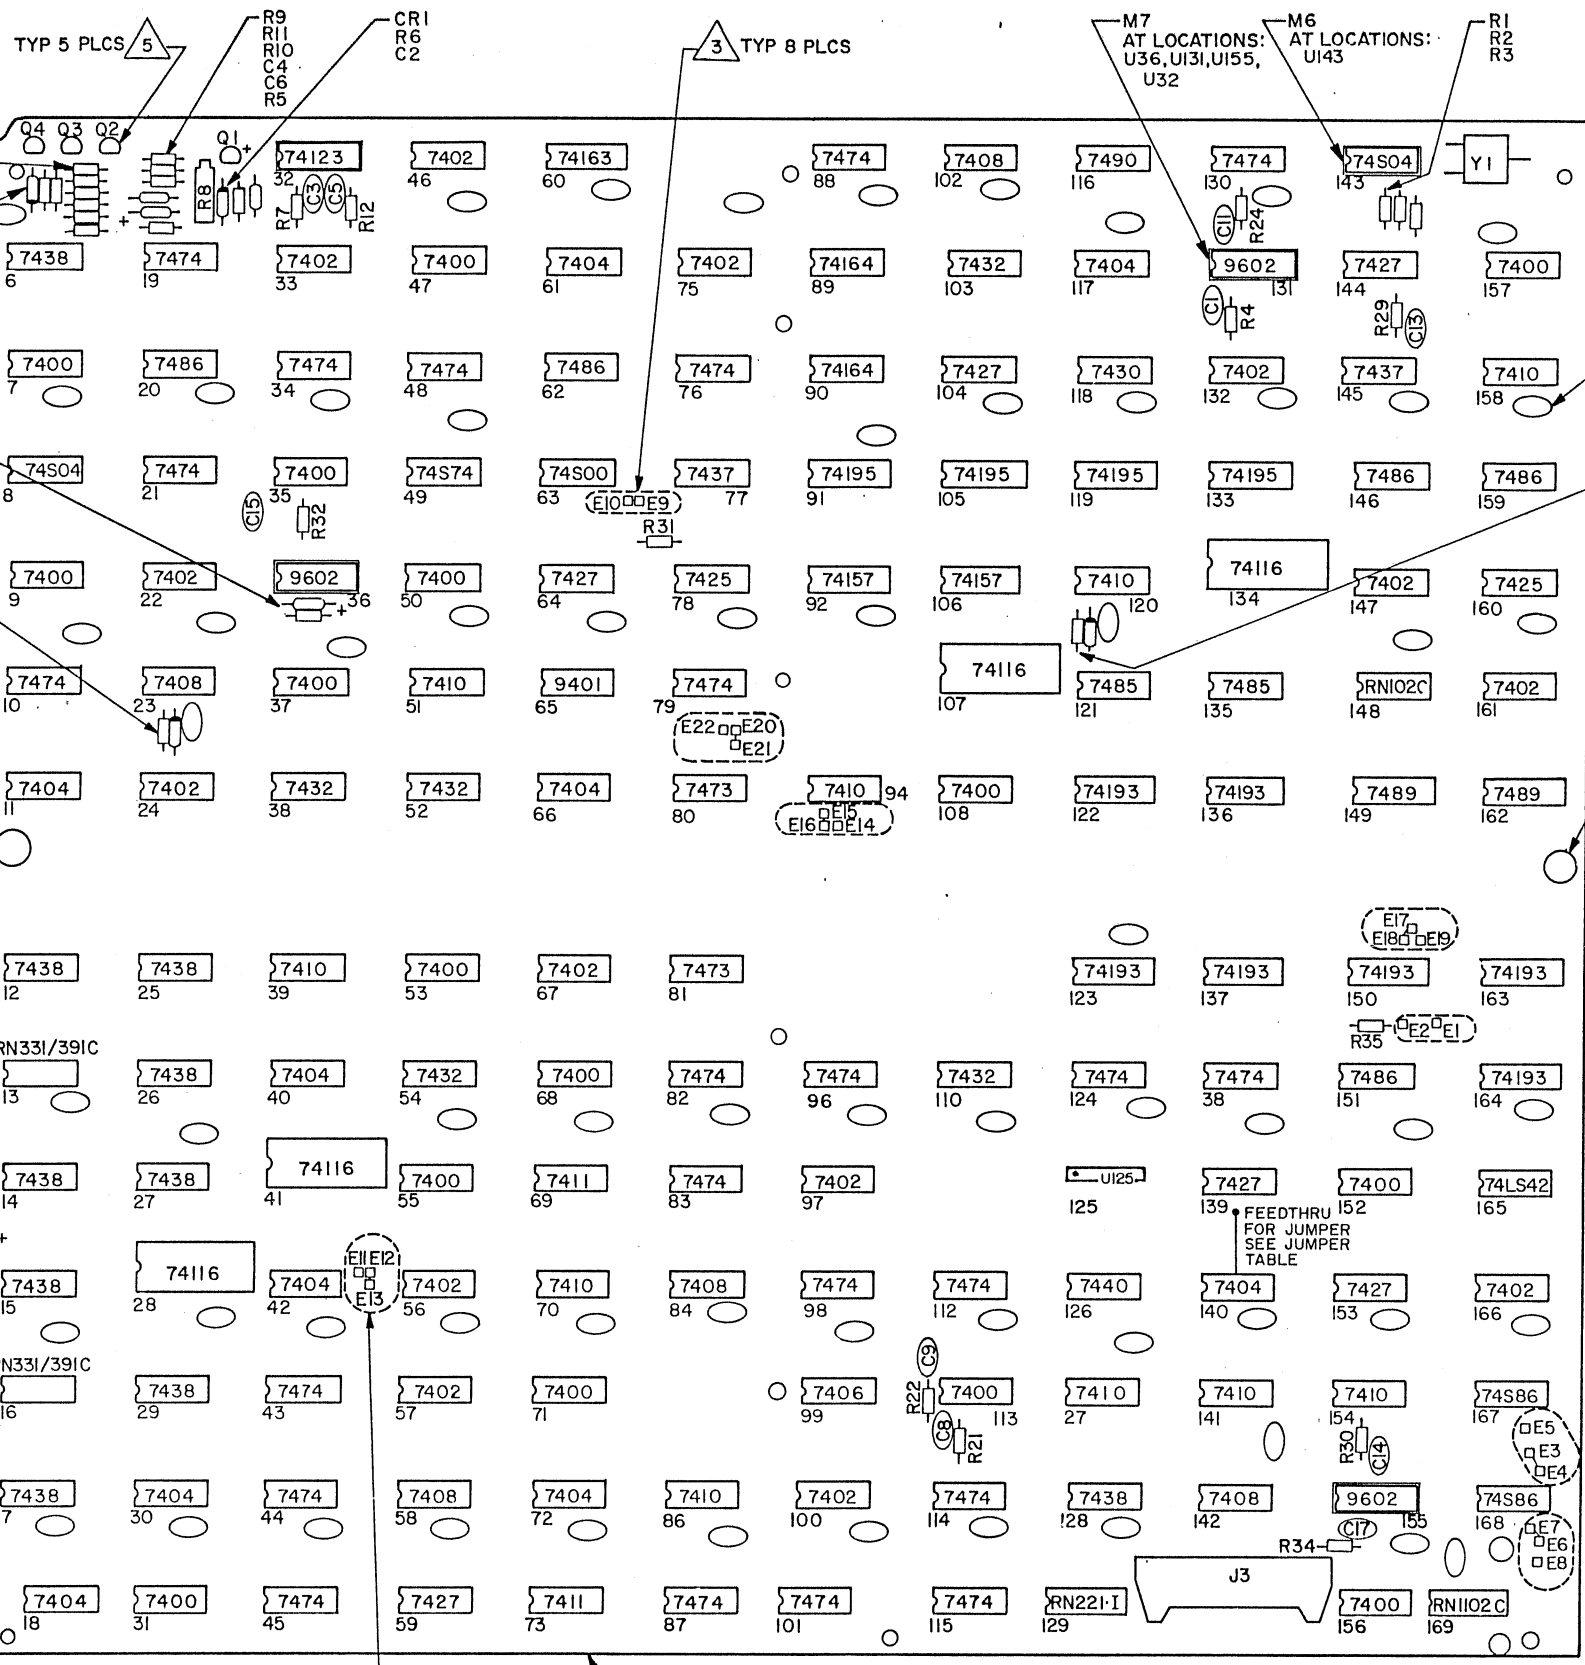 TYP 5 PLCS 5
R9
R11
R10
C4
C6
R5
CR1
R6
C2
3 TYP 8 PLCS
M7
AT LOCATIONS:
U36,U131,U155,
U32
M6
AT LOCATIONS:
U143
R1
R2
R3
Q4 Q3 Q2 Q1 +
74123 7402 74163 7474 7408 7490 7474 74S04 Y1
32 46 60 88 102 116 130 143
R8 R7 C3 C5 R12 C11 R24
+
7438 7474 7402 7400 7404 7402 74164 7432 7404 9602 7427 7400
6 19 33 47 61 75 89 103 117 131 144 157
C1 R4 R29 C13
7400 7486 7474 7474 7486 7474 74164 7427 7430 7402 7437 7410
7 20 34 48 62 76 90 104 118 132 145 158
74S04 7474 7400 74S74 74S00 7437 74195 74195 74195 74195 7486 7486
8 21 35 49 63 77 91 105 119 133 146 159
C15 R32 E10 E9
R31
7400 7402 9602 7400 7427 7425 74157 74157 7410 74116 7402 7425
9 22 36 50 64 78 92 106 120 134 147 160
+
7474 7408 7400 7410 9401 7474 74116 7485 7485 RN102C 7402
10 23 37 51 65 79 107 121 135 148 161
E22 E20
E21
7404 7402 7432 7432 7404 7473 7410 94 7400 74193 74193 7489 7489
11 24 38 52 66 80 108 122 136 149 162
E15
E16 E14
E17
E18 E19
7438 7438 7410 7400 7402 7473 74193 74193 74193 74193
12 25 39 53 67 81 123 137 150 163
R35 E2 E1
RN331/391C
7438 7404 7432 7400 7474 7474 7432 7474 7474 7486 74193
13 26 40 54 68 82 96 110 124 38 151 164
7438 7438 74116 7400 7411 7474 7402 U125 7427 7400 74LS42
14 27 41 55 69 83 97 125 139 152 165
+
FEEDTHRU
FOR JUMPER
SEE JUMPER
TABLE
E11 E12
E13
7438 74116 7404 7402 7410 7408 7474 7474 7440 7404 7427 7402
15 28 42 56 70 84 98 112 126 140 153 166
N331/391C
C9 R22
7438 7474 7402 7400 7406 7400 7410 7410 7410 74S86
16 29 43 57 71 99 113 27 141 154 167
C8 R21 R30 C14
E5
E3
E4
7438 7404 7474 7408 7404 7410 7402 7474 7438 7408 9602 74S86
7 30 44 58 72 86 100 114 128 142 155 168
C17
R34
E7
E6
E8
J3
7404 7400 7474 7427 7411 7474 7474 7474 RN221·I 7400 RN1102C
18 31 45 59 73 87 101 115 129 156 169